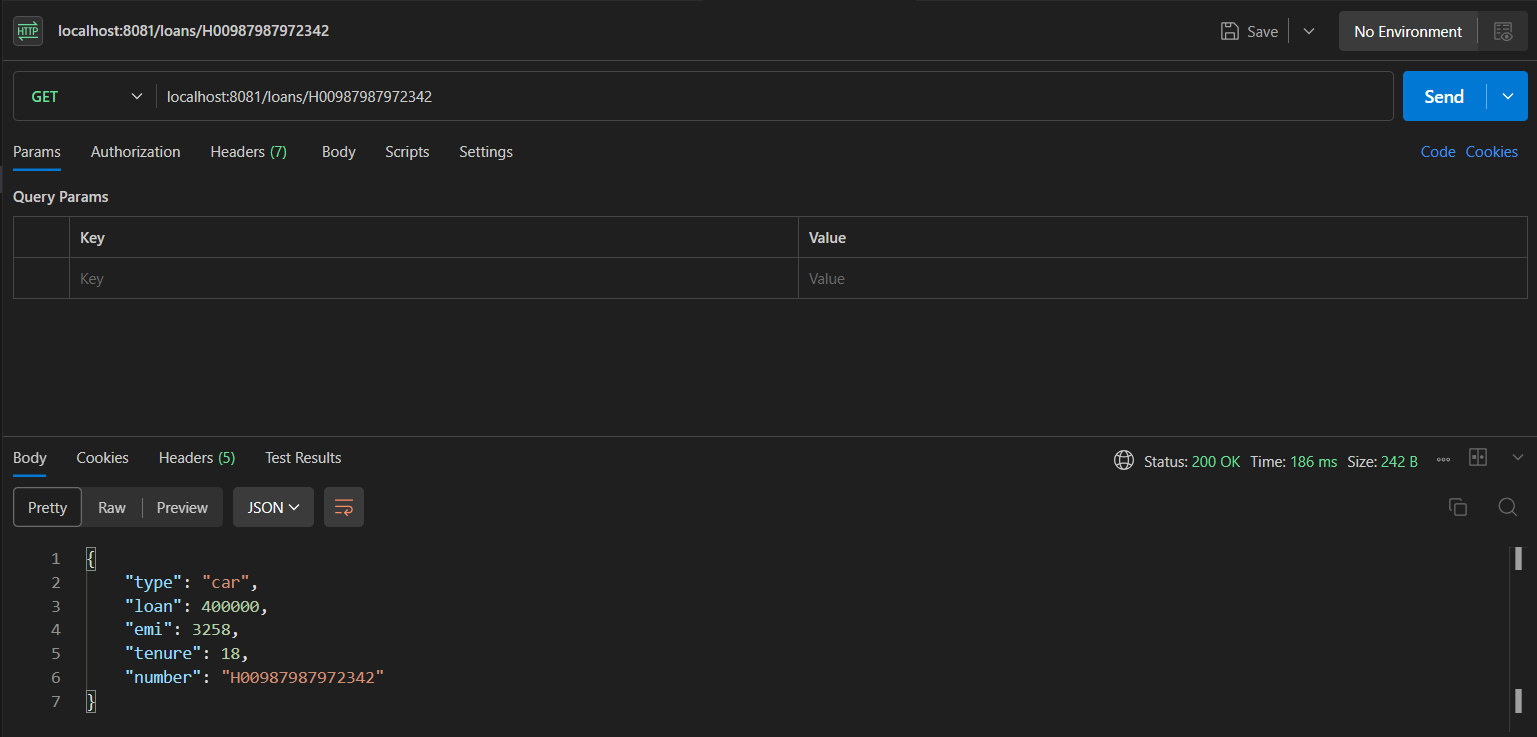 HTTP localhost:8081/loans/H00987987972342 Save No Environment
GET localhost:8081/loans/H00987987972342 Send
Params Authorization Headers (7) Body Scripts Settings Code Cookies
Query Params
Key Value
Key Value
Body Cookies Headers (5) Test Results Status: 200 OK Time: 186 ms Size: 242 B
Pretty Raw Preview JSON
1 {
2 "type": "car",
3 "loan": 400000,
4 "emi": 3258,
5 "tenure": 18,
6 "number": "H00987987972342"
7 }